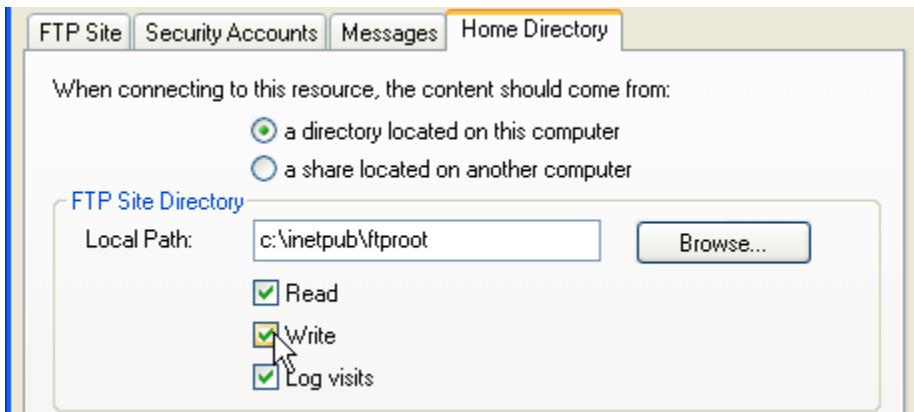 FTP Site Security Accounts Messages Home Directory
When connecting to this resource, the content should come from:
a directory located on this computer
a share located on another computer
FTP Site Directory
Local Path: c:\inetpub\ftproot Browse...
Read
Write
Log visits